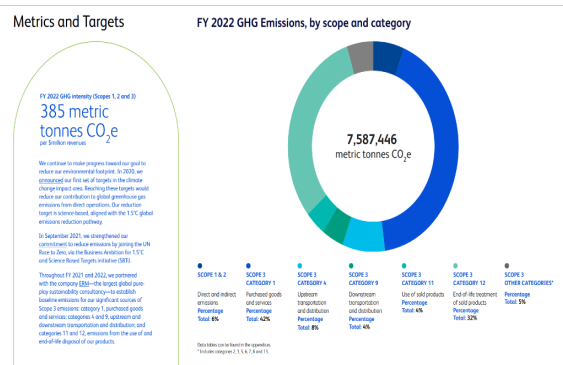 Metrics and Targets
FY 2022 GHG Emissions, by scope and category
FY 2022 GHG intensity (Scopes 1, 2 and 3)
385 metric
tonnes CO2e
per $million revenues
We continue to make progress toward our goal to
reduce our environmental footprint. In 2020, we
announced our first set of targets in the climate
change impact area. Reaching these targets would
reduce our contribution to global greenhouse gas
emissions from direct operations. Our reduction
target is science-based, aligned with the 1.5°C global
emissions reduction pathway.
In September 2021, we strengthened our
commitment to reduce emissions by joining the UN
Race to Zero, via the Business Ambition for 1.5°C
and Science Based Targets initiative (SBTi).
Throughout FY 2021 and 2022, we partnered
with the company ERM—the largest global pure-
play sustainability consultancy—to establish
baseline emissions for our significant sources of
Scope 3 emissions: category 1, purchased goods
and services; categories 4 and 9, upstream and
downstream transportation and distribution; and
categories 11 and 12, emissions from the use of and
end-of-life disposal of our products.
7,587,446
metric tonnes CO2e
SCOPE 1 & 2
Direct and indirect
emissions
Percentage
Total: 6%
SCOPE 3
CATEGORY 1
Purchased goods
and services
Percentage
Total: 42%
SCOPE 3
CATEGORY 4
Upstream
transportation
and distribution
Percentage
Total: 8%
SCOPE 3
CATEGORY 9
Downstream
transportation
and distribution
Percentage
Total: 4%
SCOPE 3
CATEGORY 11
Use of sold products
Percentage
Total: 4%
SCOPE 3
CATEGORY 12
End-of-life treatment
of sold products
Percentage
Total: 32%
SCOPE 3
OTHER CATEGORIES*
Percentage
Total: 5%
Data tables can be found in the appendices.
* Includes categories 2, 3, 5, 6, 7, 8 and 15.